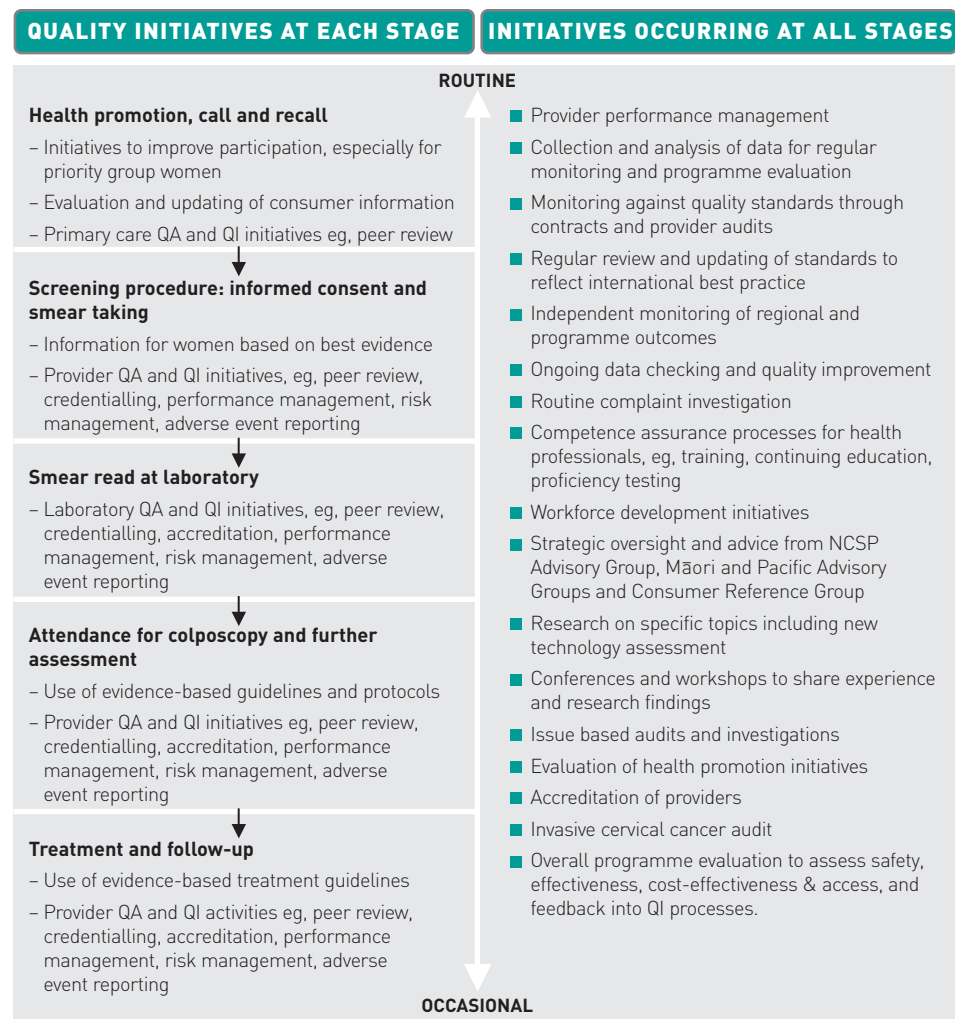 QUALITY INITIATIVES AT EACH STAGE
INITIATIVES OCCURRING AT ALL STAGES
ROUTINE
Health promotion, call and recall
– Initiatives to improve participation, especially for
priority group women
– Evaluation and updating of consumer information
– Primary care QA and QI initiatives eg, peer review
Screening procedure: informed consent and
smear taking
– Information for women based on best evidence
– Provider QA and QI initiatives, eg, peer review,
credentialling, performance management, risk
management, adverse event reporting
Smear read at laboratory
– Laboratory QA and QI initiatives, eg, peer review,
credentialling, accreditation, performance
management, risk management, adverse
event reporting
Attendance for colposcopy and further
assessment
– Use of evidence-based guidelines and protocols
– Provider QA and QI initiatives eg, peer review,
credentialling, accreditation, performance
management, risk management, adverse
event reporting
Treatment and follow-up
– Use of evidence-based treatment guidelines
– Provider QA and QI activities eg, peer review,
credentialling, accreditation, performance
management, risk management, adverse
event reporting
■ Provider performance management
■ Collection and analysis of data for regular
monitoring and programme evaluation
■ Monitoring against quality standards through
contracts and provider audits
■ Regular review and updating of standards to
reflect international best practice
■ Independent monitoring of regional and
programme outcomes
■ Ongoing data checking and quality improvement
■ Routine complaint investigation
■ Competence assurance processes for health
professionals, eg, training, continuing education,
proficiency testing
■ Workforce development initiatives
■ Strategic oversight and advice from NCSP
Advisory Group, Māori and Pacific Advisory
Groups and Consumer Reference Group
■ Research on specific topics including new
technology assessment
■ Conferences and workshops to share experience
and research findings
■ Issue based audits and investigations
■ Evaluation of health promotion initiatives
■ Accreditation of providers
■ Invasive cervical cancer audit
■ Overall programme evaluation to assess safety,
effectiveness, cost-effectiveness & access, and
feedback into QI processes.
OCCASIONAL